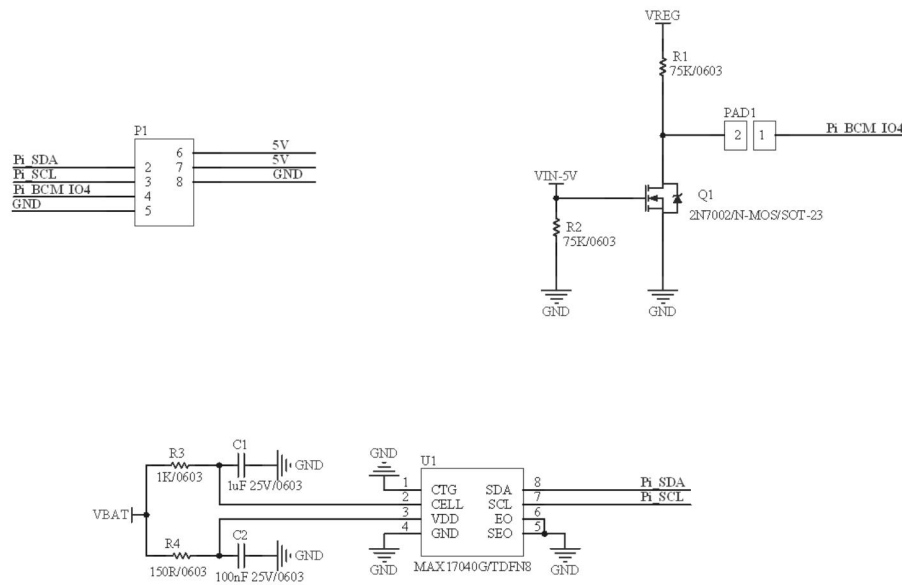 VREG
R1
75K/0603
PAD1
2 1
Pi_BCM_IO4
P1
6 5V
Pi_SDA 2 7 5V
Pi_SCL 3 8 GND
Pi_BCM_IO4 4
GND 5
VIN-5V
Q1
2N7002/N-MOS/SOT-23
R2
75K/0603
GND
GND
R3
1K/0603
C1
1uF 25V/0603
GND
VBAT
R4
150R/0603
C2
100nF 25V/0603
GND
GND
U1
1 CTG SDA 8 Pi_SDA
2 CELL SCL 7 Pi_SCL
3 VDD EO 6
4 GND SEO 5
GND
MAX17040G/TDFN8
GND